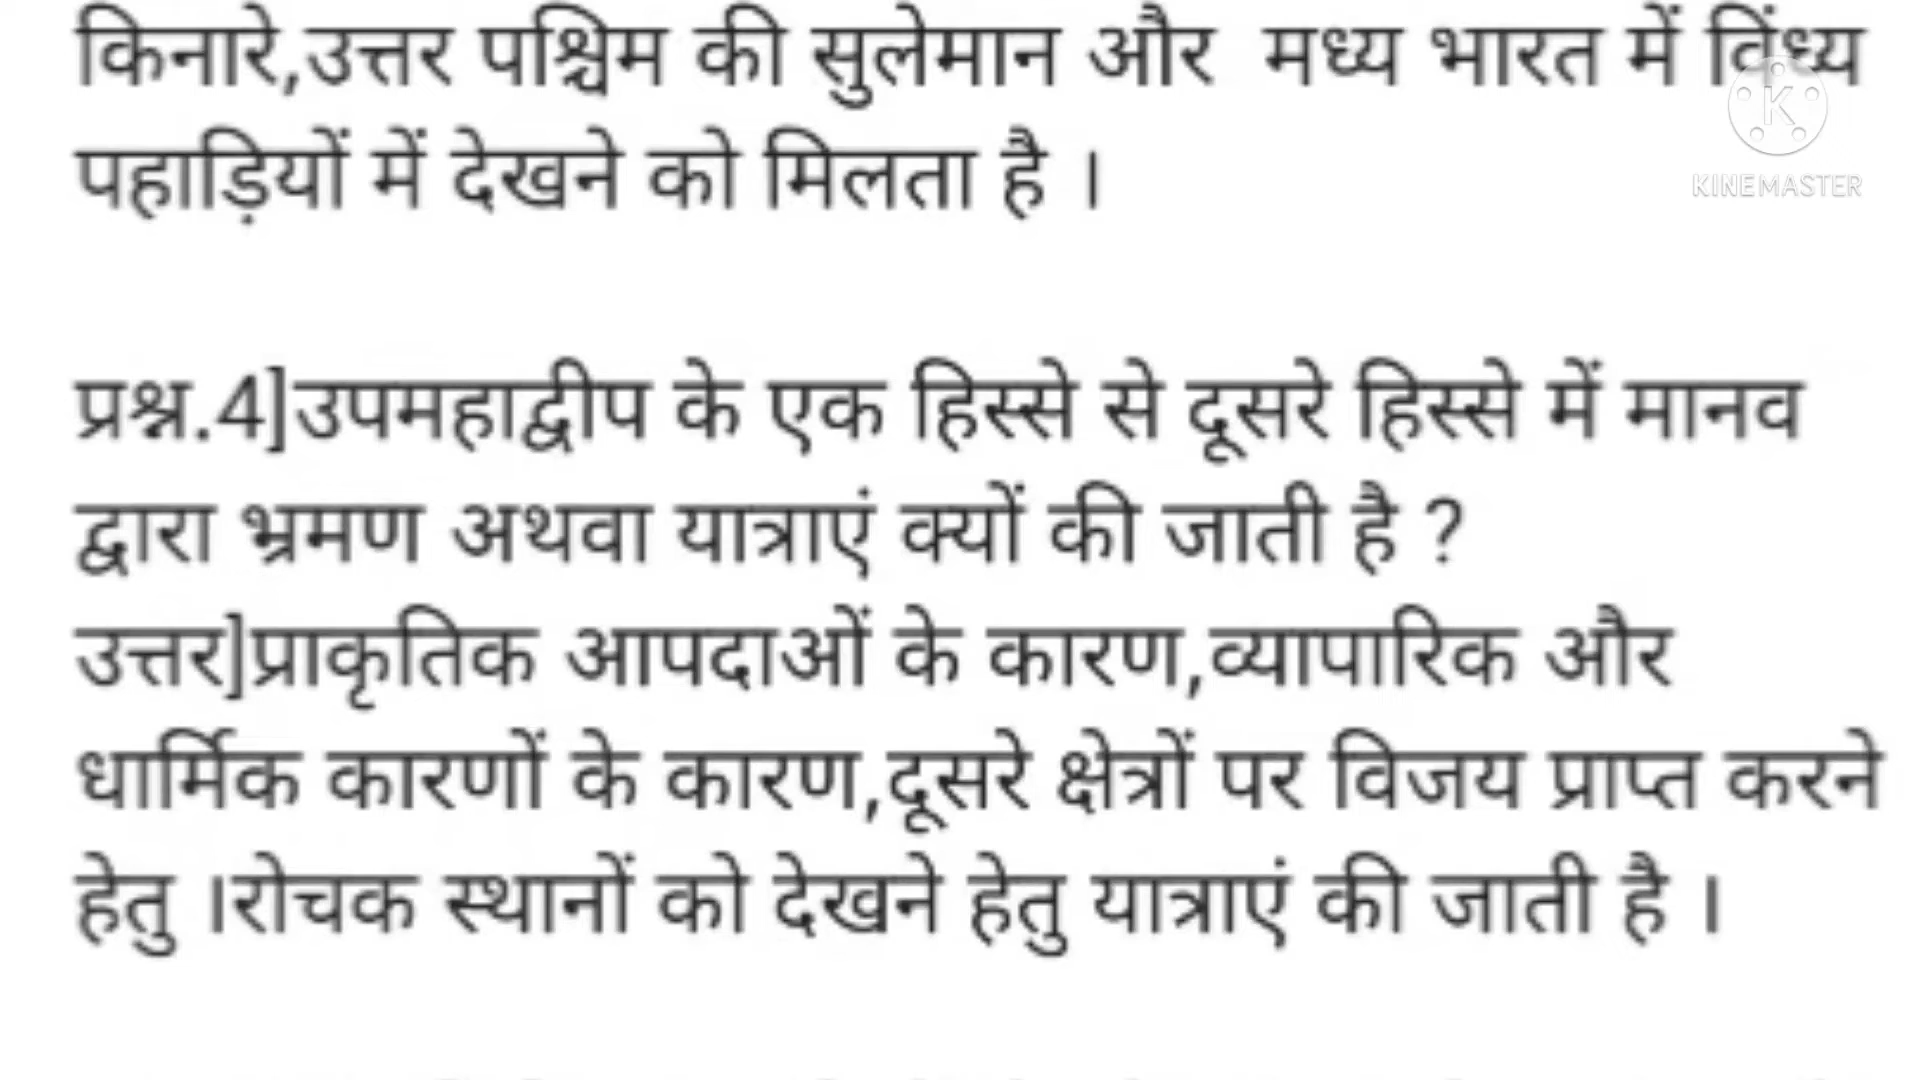 किनारे,उत्तर पश्चिम की सुलेमान और मध्य भारत में विंध्य
पहाड़ियों में देखने को मिलता है ।
KINEMASTER
प्रश्न.4]उपमहाद्वीप के एक हिस्से से दूसरे हिस्से में मानव
द्वारा भ्रमण अथवा यात्राएं क्यों की जाती है ?
उत्तर]प्राकृतिक आपदाओं के कारण,व्यापारिक और
धार्मिक कारणों के कारण,दूसरे क्षेत्रों पर विजय प्राप्त करने
हेतु ।रोचक स्थानों को देखने हेतु यात्राएं की जाती है ।